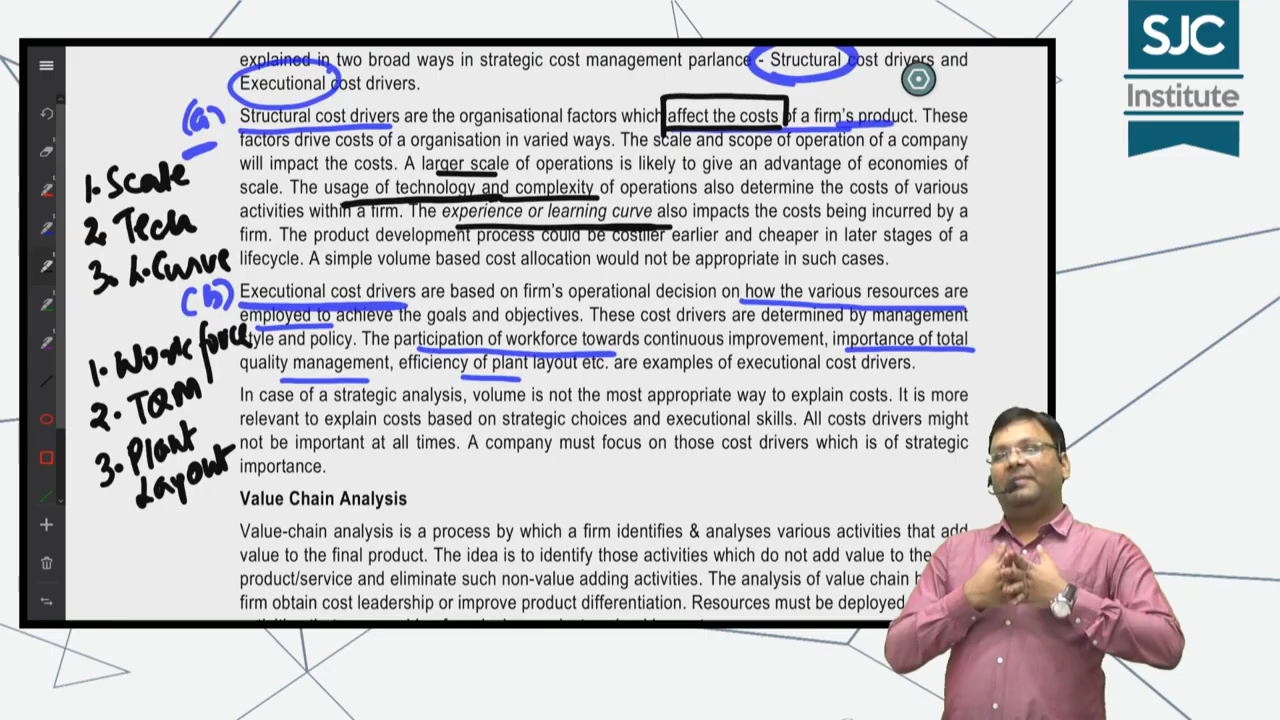 explained in two broad ways in strategic cost management parlance - Structural cost drivers and
Executional cost drivers.
(a)
Structural cost drivers are the organisational factors which affect the costs of a firm's product. These
factors drive costs of a organisation in varied ways. The scale and scope of operation of a company
will impact the costs. A larger scale of operations is likely to give an advantage of economies of
scale. The usage of technology and complexity of operations also determine the costs of various
activities within a firm. The experience or learning curve also impacts the costs being incurred by a
firm. The product development process could be costlier earlier and cheaper in later stages of a
lifecycle. A simple volume based cost allocation would not be appropriate in such cases.
1. Scale
2. Tech
3. L. Curve
(b)
Executional cost drivers are based on firm's operational decision on how the various resources are
employed to achieve the goals and objectives. These cost drivers are determined by management
style and policy. The participation of workforce towards continuous improvement, importance of total
quality management, efficiency of plant layout etc. are examples of executional cost drivers.
1. Workforce
2. TQM
3. Plant
Layout
In case of a strategic analysis, volume is not the most appropriate way to explain costs. It is more
relevant to explain costs based on strategic choices and executional skills. All costs drivers might
not be important at all times. A company must focus on those cost drivers which is of strategic
importance.
Value Chain Analysis
Value-chain analysis is a process by which a firm identifies & analyses various activities that add
value to the final product. The idea is to identify those activities which do not add value to the
product/service and eliminate such non-value adding activities. The analysis of value chain
firm obtain cost leadership or improve product differentiation. Resources must be deployed
SJC
Institute